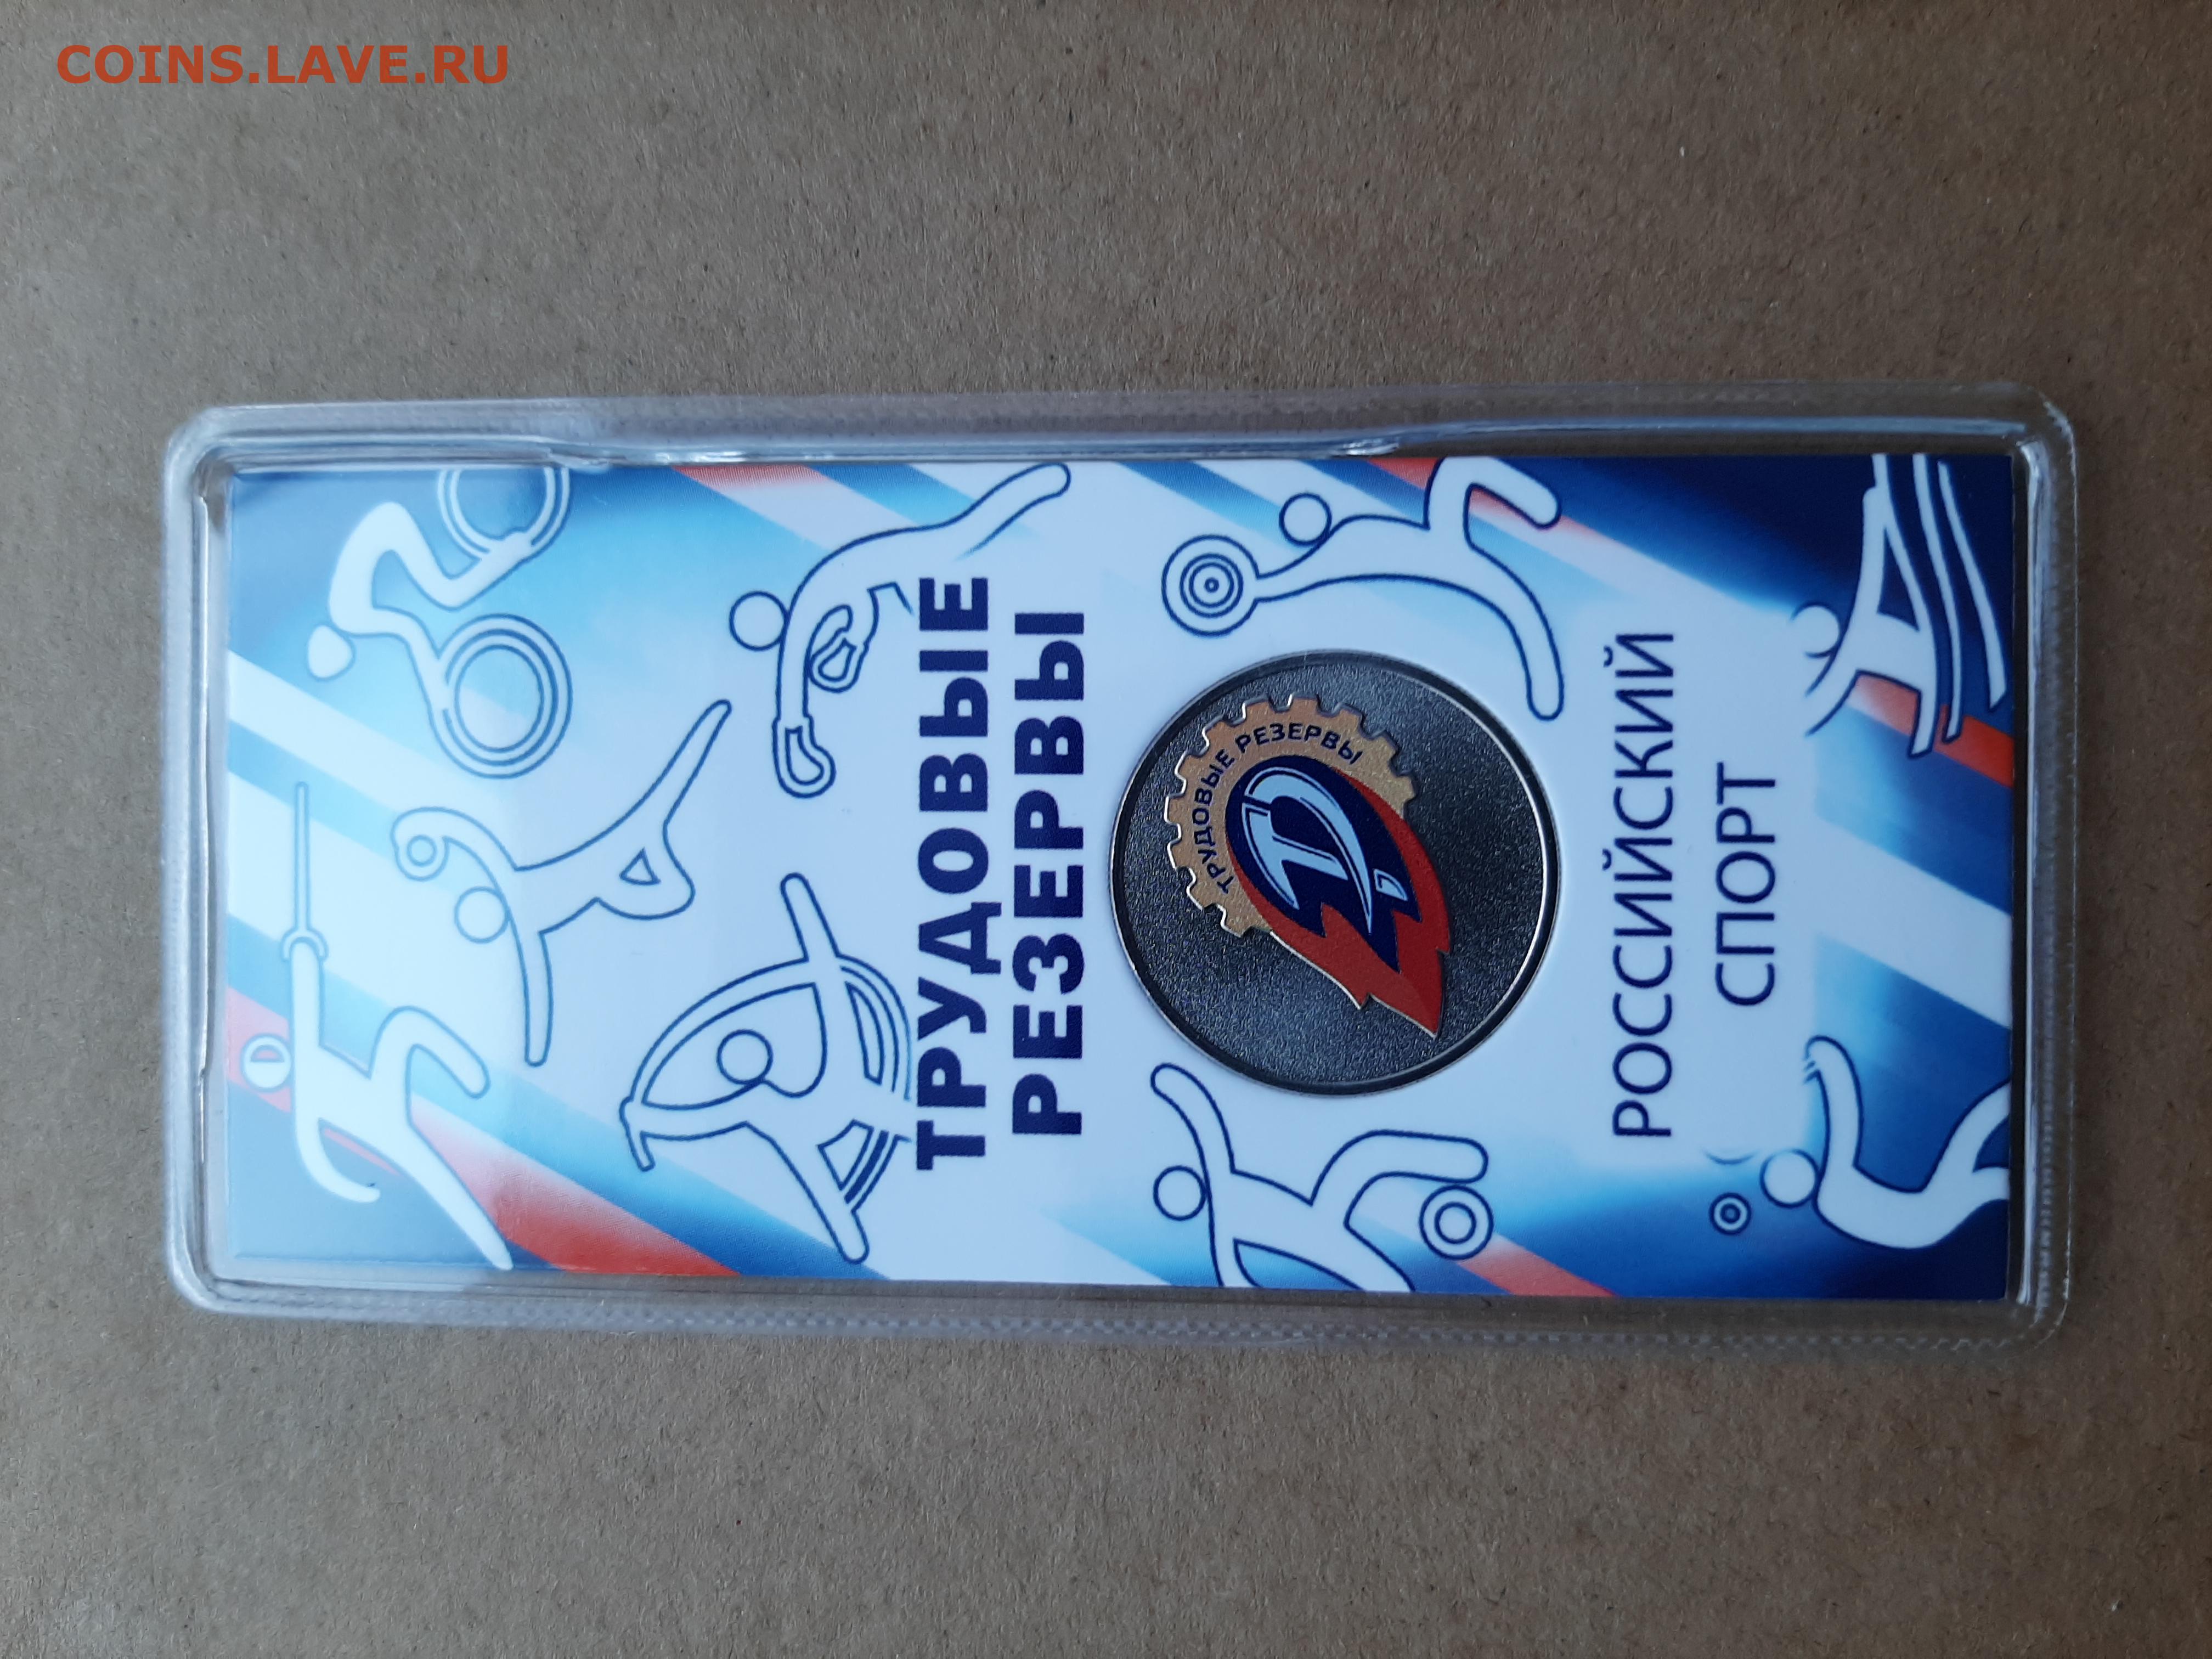 COINS.LAVE.RU
ТРУДОВЫЕ
РЕЗЕРВЫ
ТРУДОВЫЕ РЕЗЕРВЫ
РОССИЙСКИЙ
СПОРТ